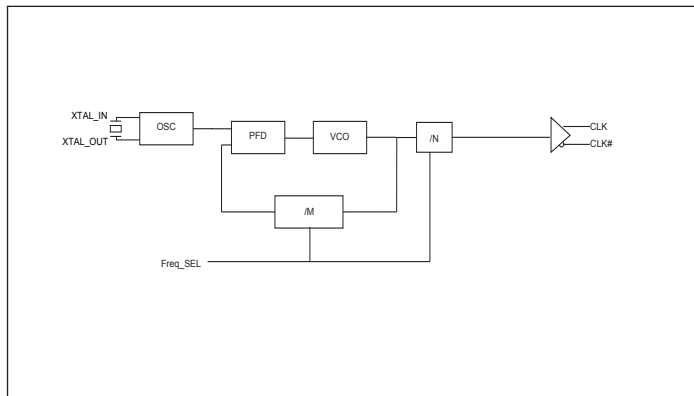 XTAL_IN
XTAL_OUT
OSC
PFD
VCO
/N
CLK
CLK#
/M
Freq_SEL